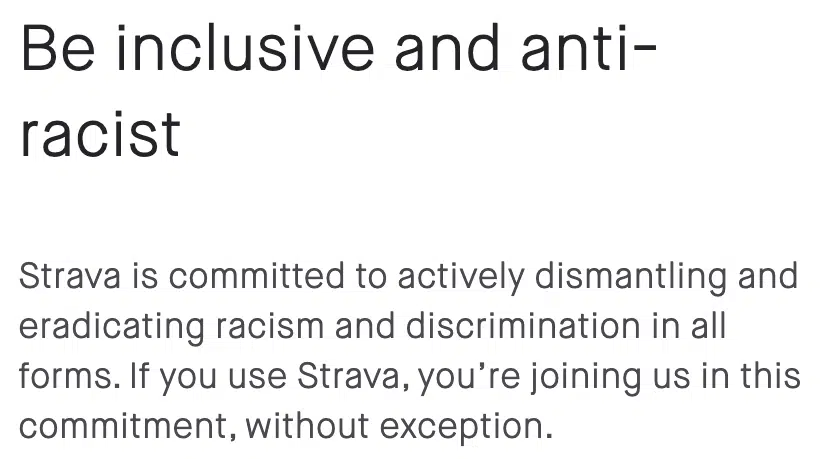 Be inclusive and anti-
racist
Strava is committed to actively dismantling and
eradicating racism and discrimination in all
forms. If you use Strava, you’re joining us in this
commitment, without exception.